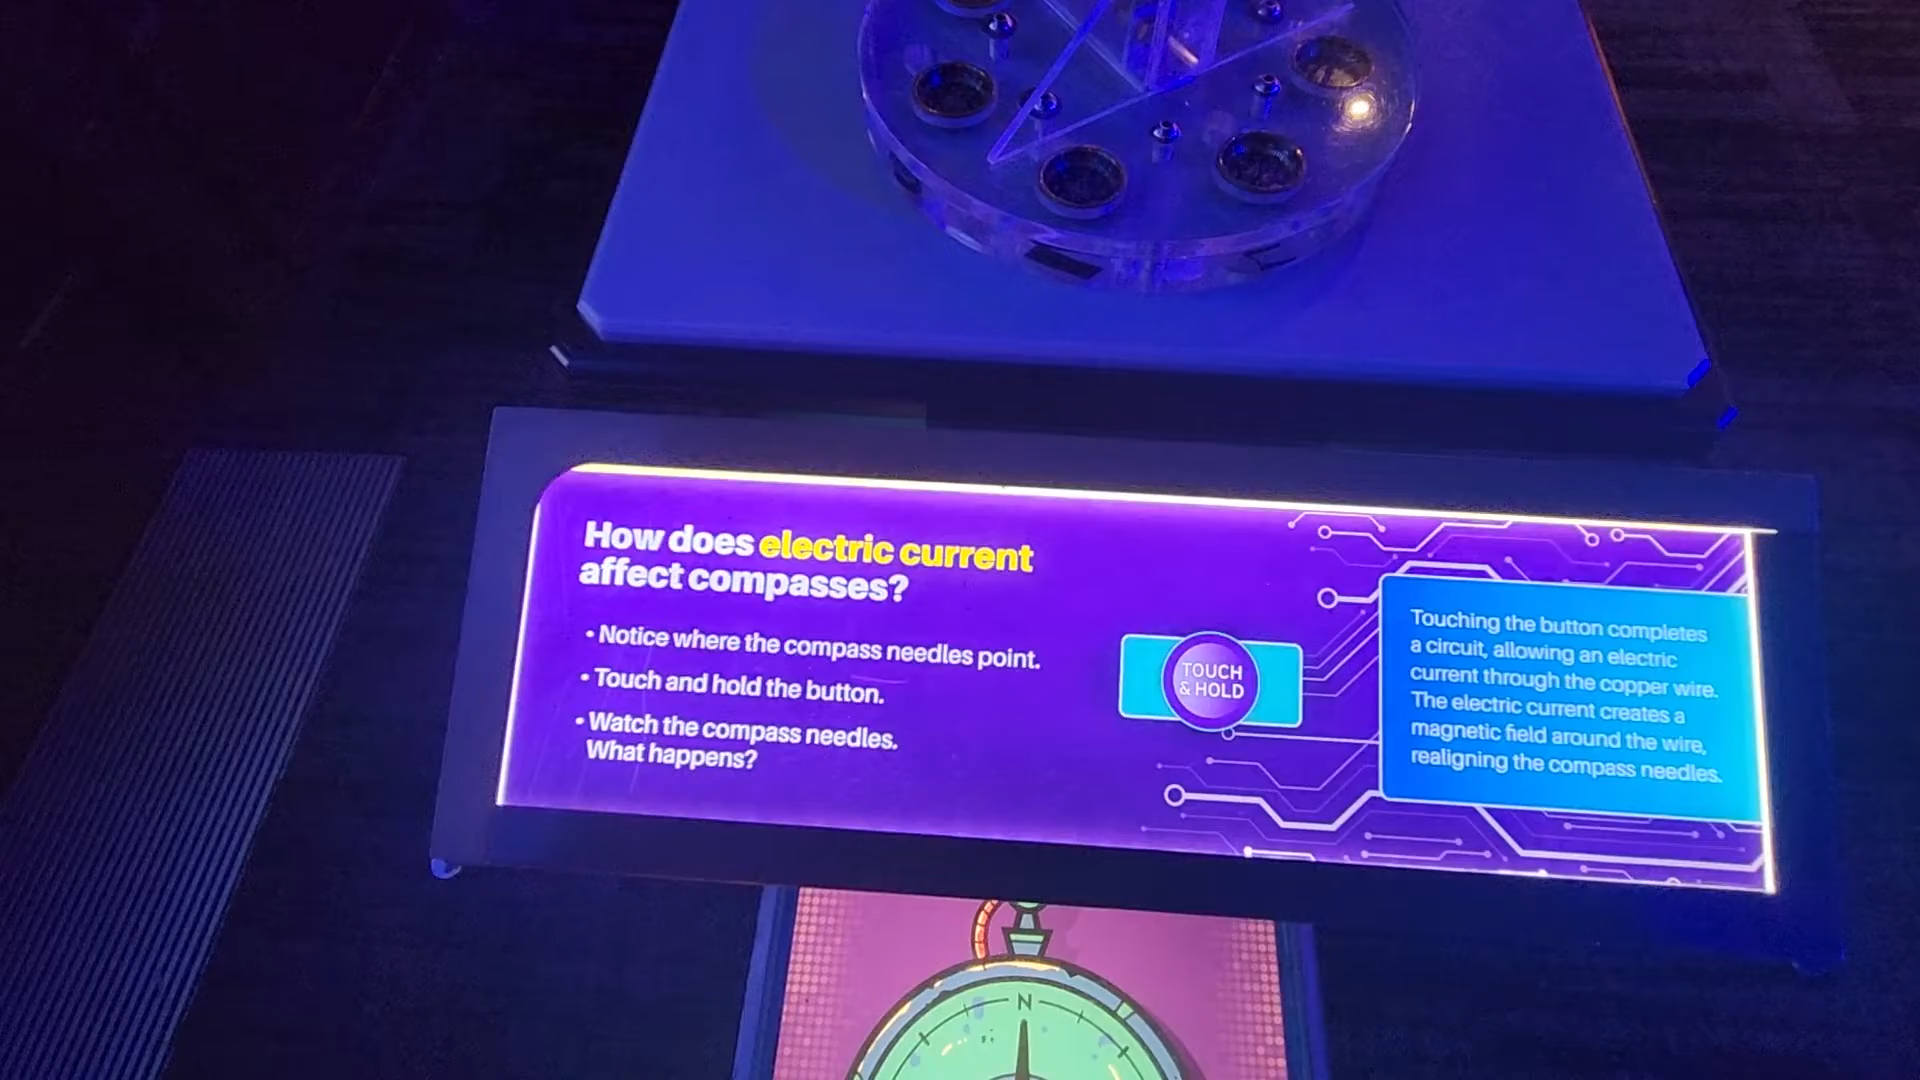 How does electric current
affect compasses?
• Notice where the compass needles point.
• Touch and hold the button.
• Watch the compass needles.
What happens?
TOUCH
& HOLD
Touching the button completes
a circuit, allowing an electric
current through the copper wire.
The electric current creates a
magnetic field around the wire,
realigning the compass needles.
N